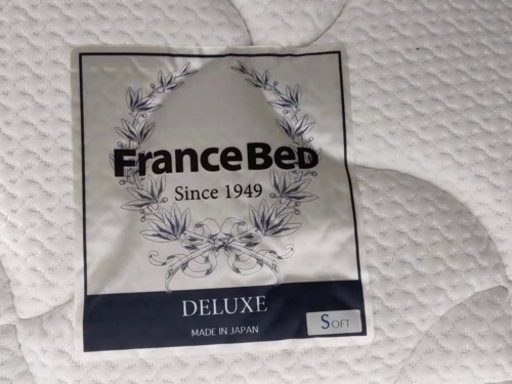 FranceBeD
Since 1949
DELUXE
MADE IN JAPAN
SOFT